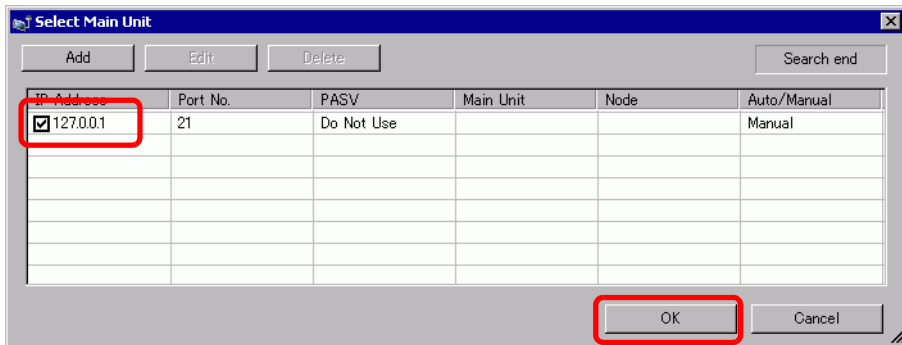 Select Main Unit
Add Edit Delete Search end
IP Address Port No. PASV Main Unit Node Auto/Manual
127.0.0.1 21 Do Not Use Manual
OK Cancel